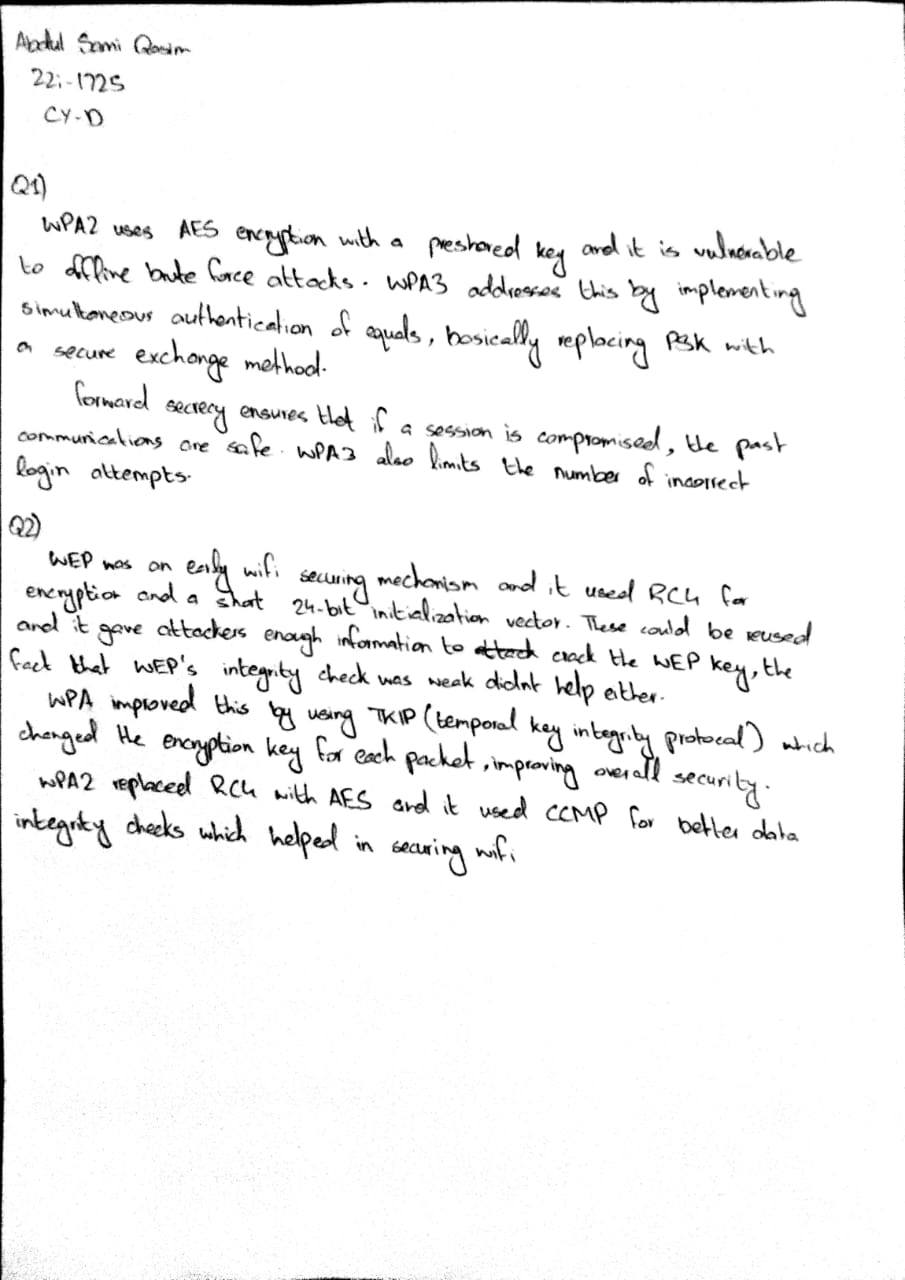 Abdul Sami Qasim
22i-1725
CY-D
Q1)
WPA2 uses AES encryption with a preshared key and it is vulnerable
to offline brute force attacks. WPA3 addresses this by implementing
simultaneous authentication of equals, basically replacing PSK with
a secure exchange method.
forward secrecy ensures that if a session is compromised, the past
communications are safe. WPA3 also limits the number of incorrect
login attempts.
Q2)
WEP was an early wifi securing mechanism and it used RC4 for
encryption and a short 24-bit initialization vector. These could be reused
and it gave attackers enough information to attack crack the WEP key, the
fact that WEP's integrity check was weak didnt help either.
WPA improved this by using TKIP (temporal key integrity protocol) which
changed the encryption key for each packet, improving overall security.
WPA2 replaced RC4 with AES and it used CCMP for better data
integrity checks which helped in securing wifi